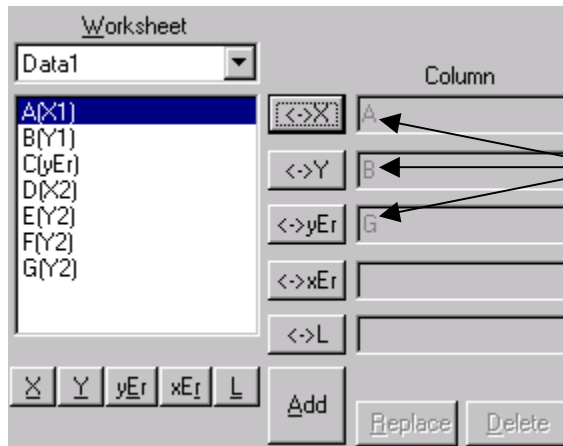 Worksheet
Data1
Column
A(X1)
B(Y1)
C(yEr)
D(X2)
E(Y2)
F(Y2)
G(Y2)
<->X A
<->Y B
<->yEr G
<->xEr
<->L
X Y yEr xEr L
Add
Replace Delete